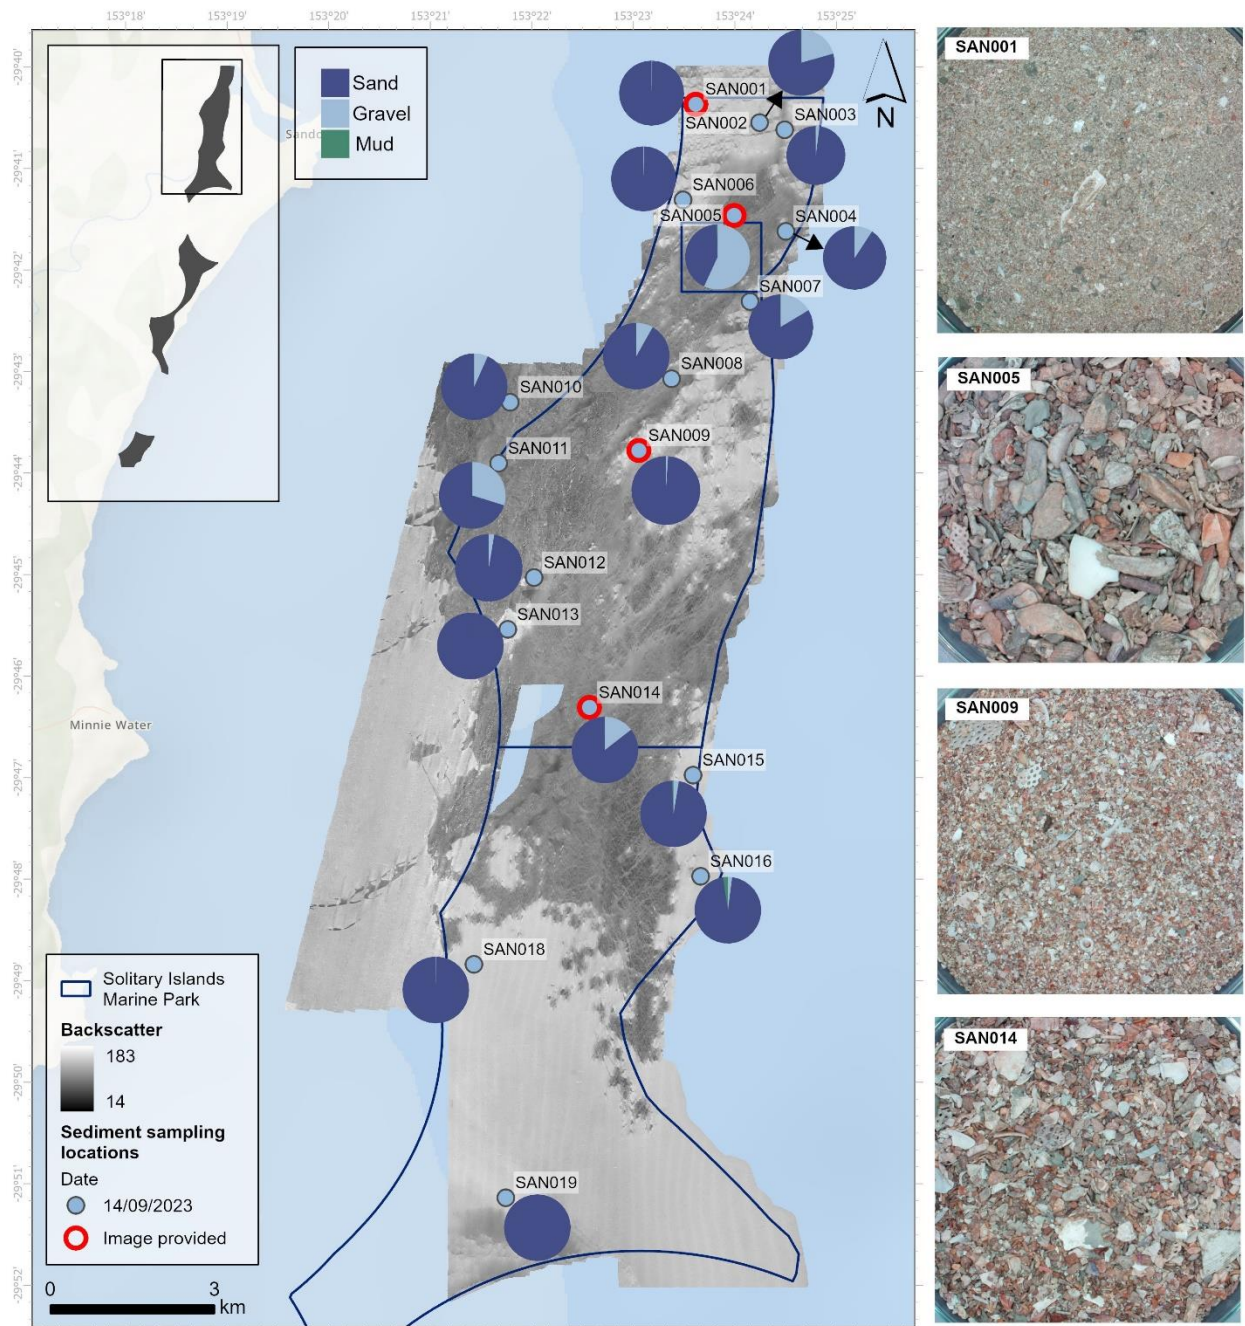 153°18'
153°19'
153°20'
153°21'
153°22'
153°23'
153°24'
153°25'
-29°40'
-29°41'
-29°42'
-29°43'
-29°44'
-29°45'
-29°46'
-29°47'
-29°48'
-29°49'
-29°50'
-29°51'
-29°52'
Sand
Gravel
Mud
N
SAN001
SAN002
SAN003
SAN006
SAN005
SAN004
SAN007
SAN008
SAN010
SAN009
SAN011
SAN012
SAN013
SAN014
SAN015
SAN016
SAN018
SAN019
Minnie Water
Solitary Islands
Marine Park
Backscatter
183
14
Sediment sampling
locations
Date
14/09/2023
Image provided
0 3
km
SAN001
SAN005
SAN009
SAN014